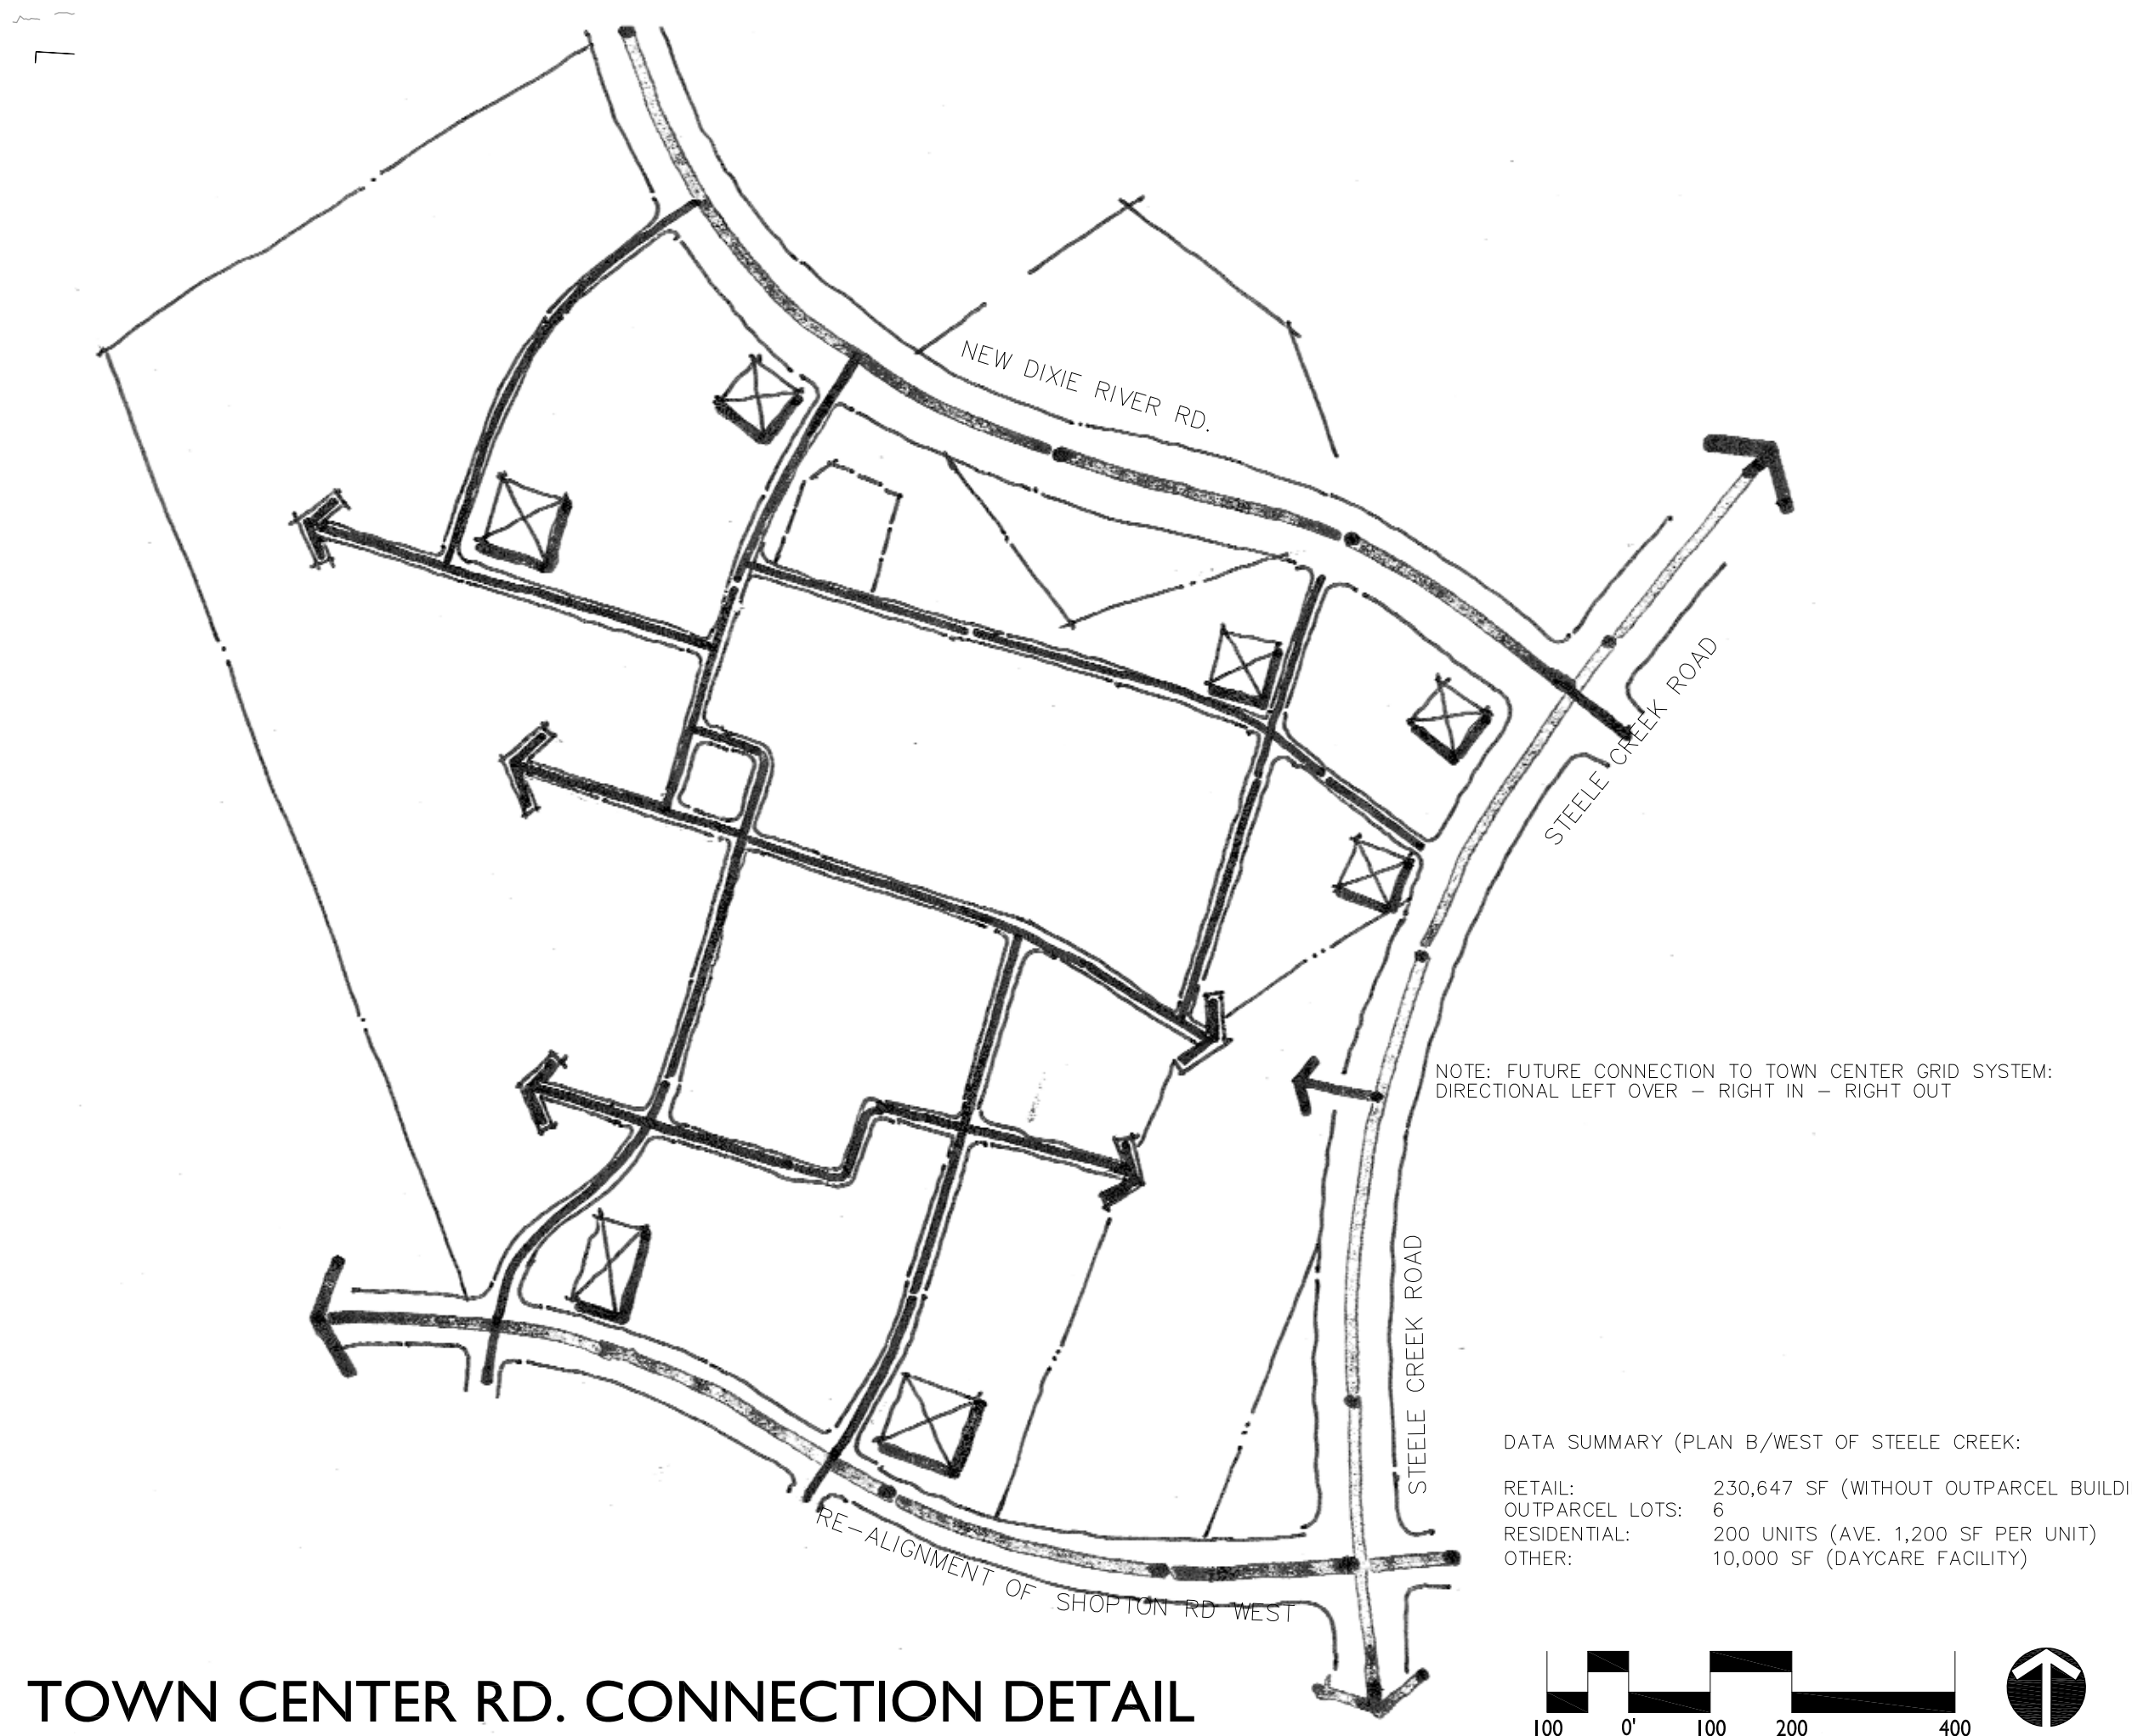 NEW DIXIE RIVER RD.
STEELE CREEK ROAD
NOTE: FUTURE CONNECTION TO TOWN CENTER GRID SYSTEM:
DIRECTIONAL LEFT OVER – RIGHT IN – RIGHT OUT
STEELE CREEK ROAD
DATA SUMMARY (PLAN B/WEST OF STEELE CREEK:
RETAIL: 230,647 SF (WITHOUT OUTPARCEL BUILDI
OUTPARCEL LOTS: 6
RESIDENTIAL: 200 UNITS (AVE. 1,200 SF PER UNIT)
OTHER: 10,000 SF (DAYCARE FACILITY)
RE–ALIGNMENT OF SHOPTON RD WEST
TOWN CENTER RD. CONNECTION DETAIL
100 0' 100 200 400